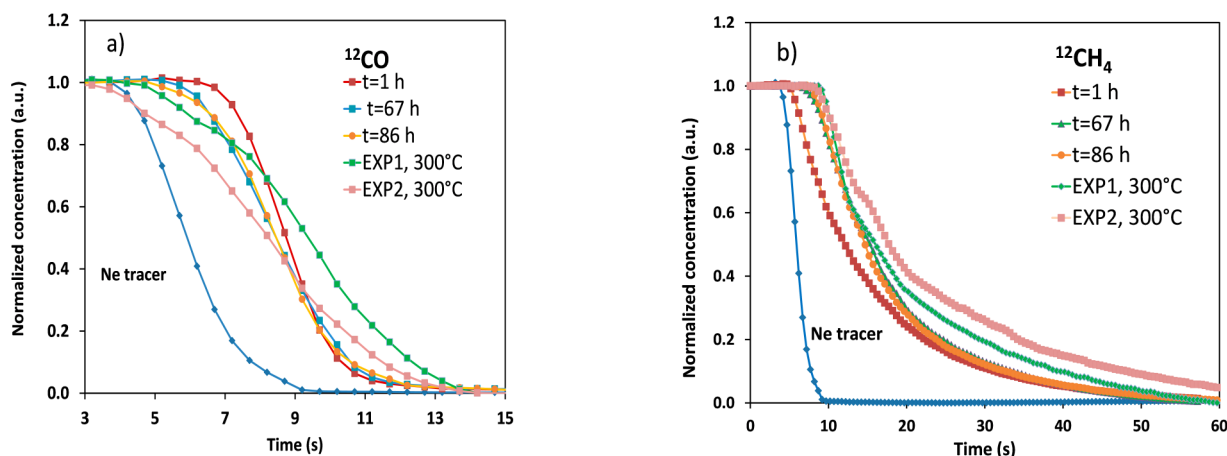 a)
12CO
t=1 h
t=67 h
t=86 h
EXP1, 300°C
EXP2, 300°C
Ne tracer
Normalized concentration (a.u.)
1.2
1.0
0.8
0.6
0.4
0.2
0.0
3 5 7 9 11 13 15
Time (s)
b)
12CH4
t=1 h
t=67 h
t=86 h
EXP1, 300°C
EXP2, 300°C
Ne tracer
Normalized concentration (a.u.)
1.2
1.0
0.8
0.6
0.4
0.2
0.0
0 10 20 30 40 50 60
Time (s)